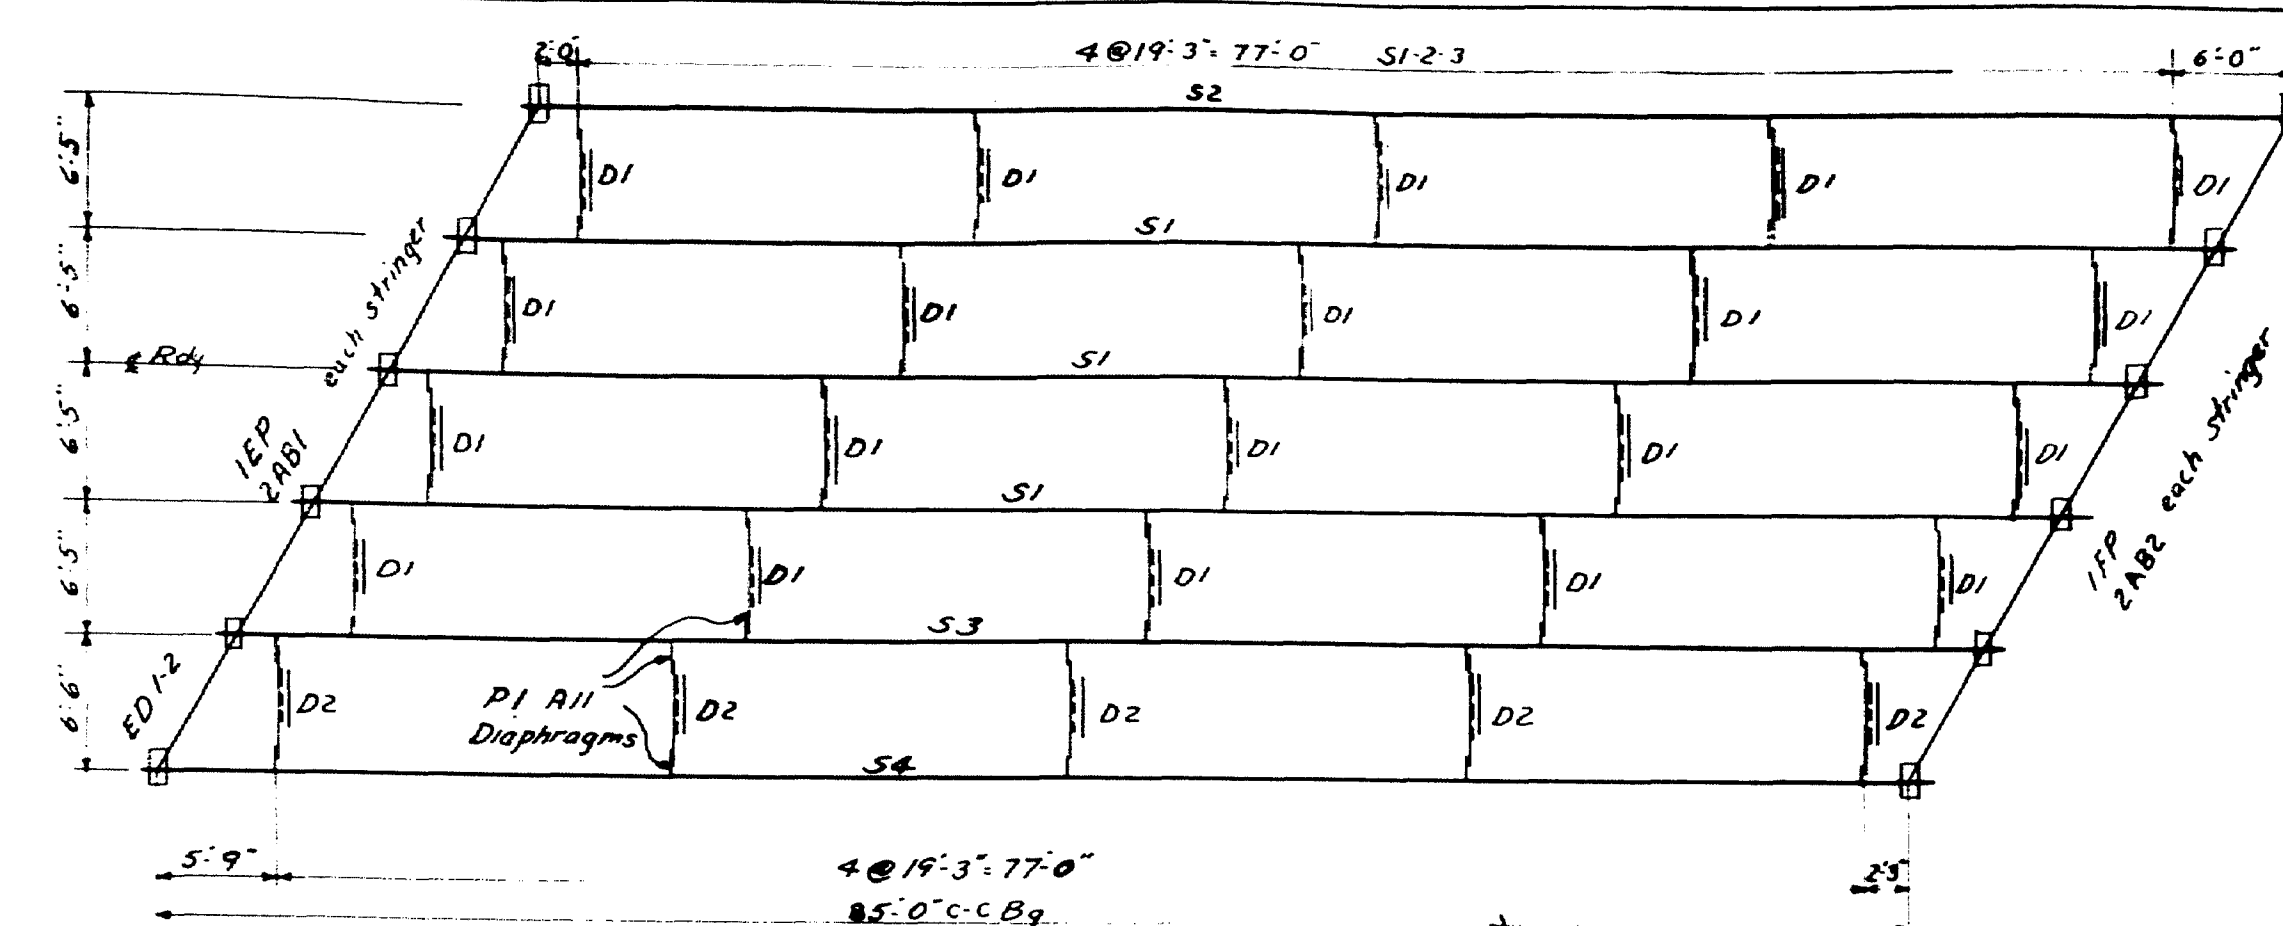 2'-0" 4 @ 19'-3" = 77'-0" S1-2-3 6'-0"
S2
6'-5"
D1 D1 D1 D1 D1
S1
each stringer
6'-5"
D1 D1 D1 D1 D1
Rdy
S1
1EP
2AB1
6'-5"
D1 D1 D1 D1 D1
each stringer
S1
6'-5"
D1 D1 D1 D1 D1
2AB2
S3
ED1-2
6'-6"
D2 D2 D2 D2 D2
P1 All
Diaphragms
S4
5'-9" 4 @ 19'-3" = 77'-0" 2'-3"
85'-0" C-C Bg